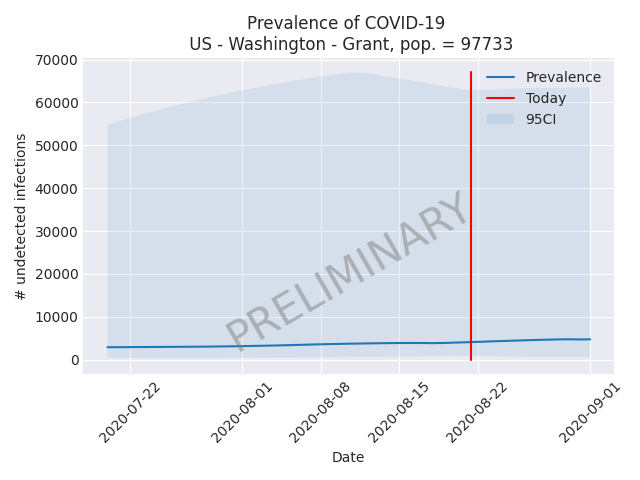 Prevalence of COVID-19
US - Washington - Grant, pop. = 97733
70000
60000
50000
40000
30000
20000
10000
0
# undetected infections
Prevalence
Today
95CI
PRELIMINARY
2020-07-22
2020-08-01
2020-08-08
2020-08-15
2020-08-22
2020-09-01
Date